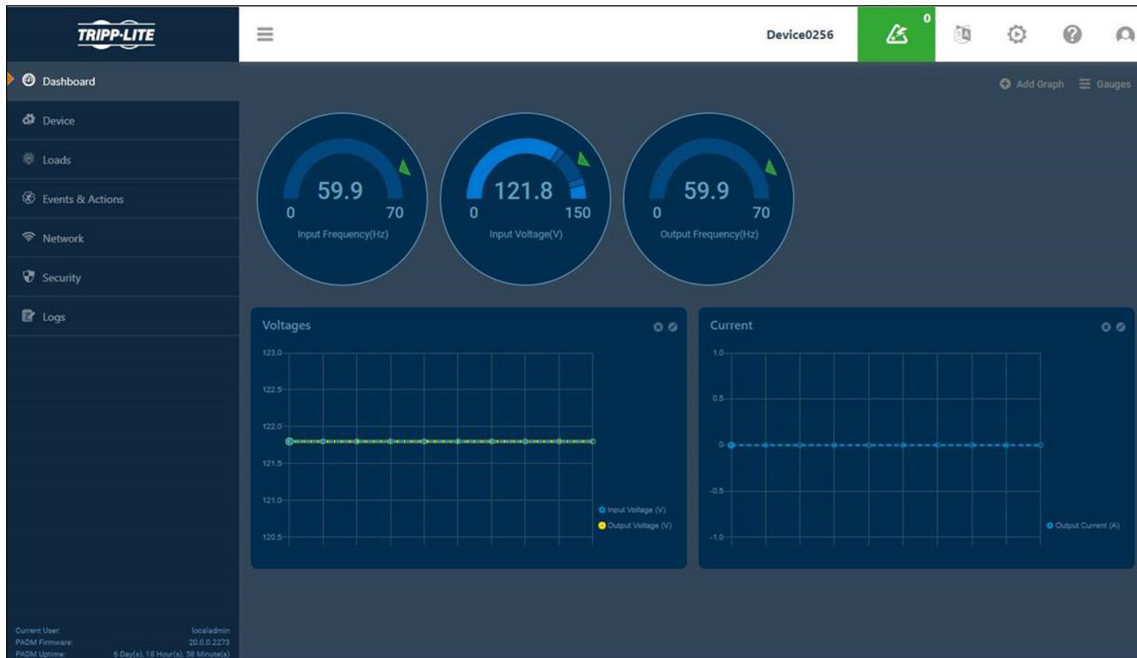 TRIPP·LITE
Device0256
0
Dashboard
Add Graph
Gauges
Device
Loads
Events & Actions
Network
Security
Logs
59.9
0 70
Input Frequency(Hz)
121.8
0 150
Input Voltage(V)
59.9
0 70
Output Frequency(Hz)
Voltages
123.0
122.5
122.0
121.5
121.0
120.5
Input Voltage (V)
Output Voltage (V)
Current
1.0
0.5
0
-0.5
-1.0
Output Current (A)
Current User: localadmin
PADM Firmware: 20.0.0.2273
PADM Uptime: 6 Day(s), 18 Hour(s), 58 Minute(s)